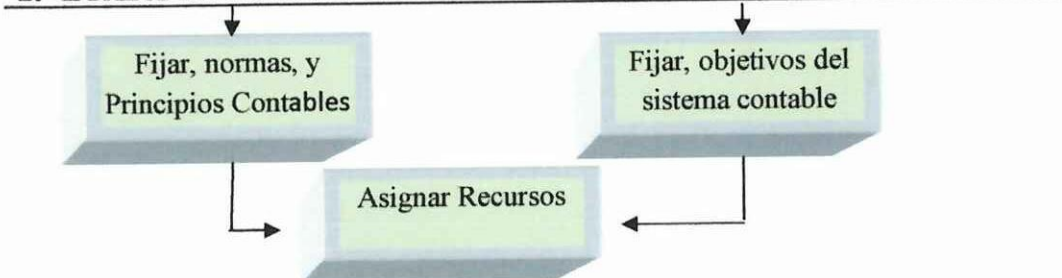 Fijar, normas, y
Principios Contables
Fijar, objetivos del
sistema contable
Asignar Recursos